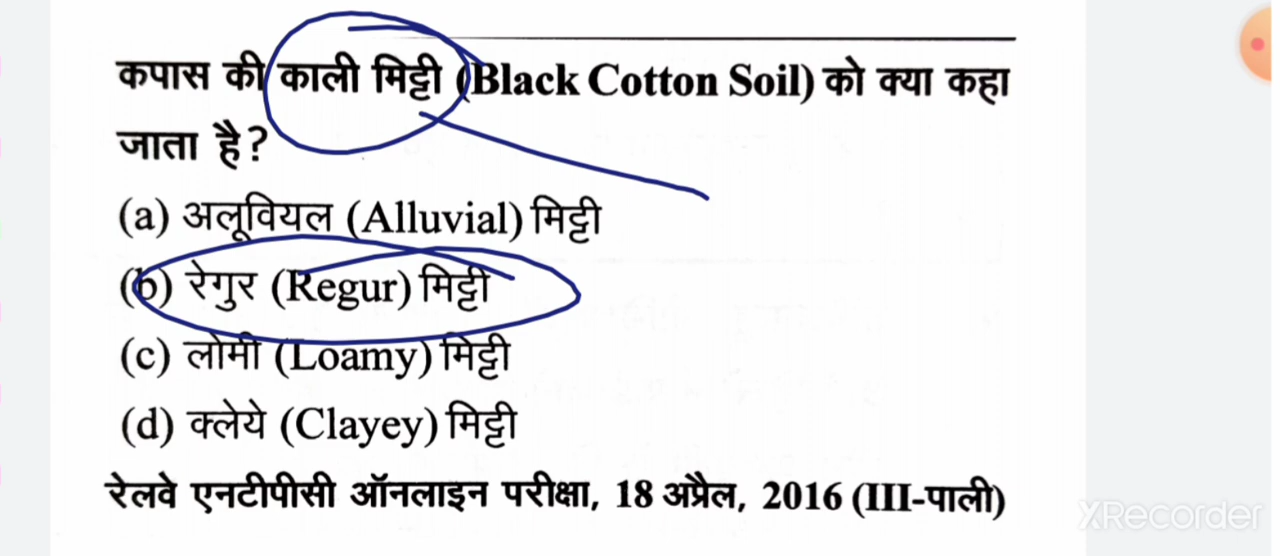 कपास की काली मिट्टी (Black Cotton Soil) को क्या कहा
जाता है?
(a) अलूवियल (Alluvial) मिट्टी
(b) रेगुर (Regur) मिट्टी
(c) लोमी (Loamy) मिट्टी
(d) क्लेये (Clayey) मिट्टी
रेलवे एनटीपीसी ऑनलाइन परीक्षा, 18 अप्रैल, 2016 (III-पाली)
XRecorder